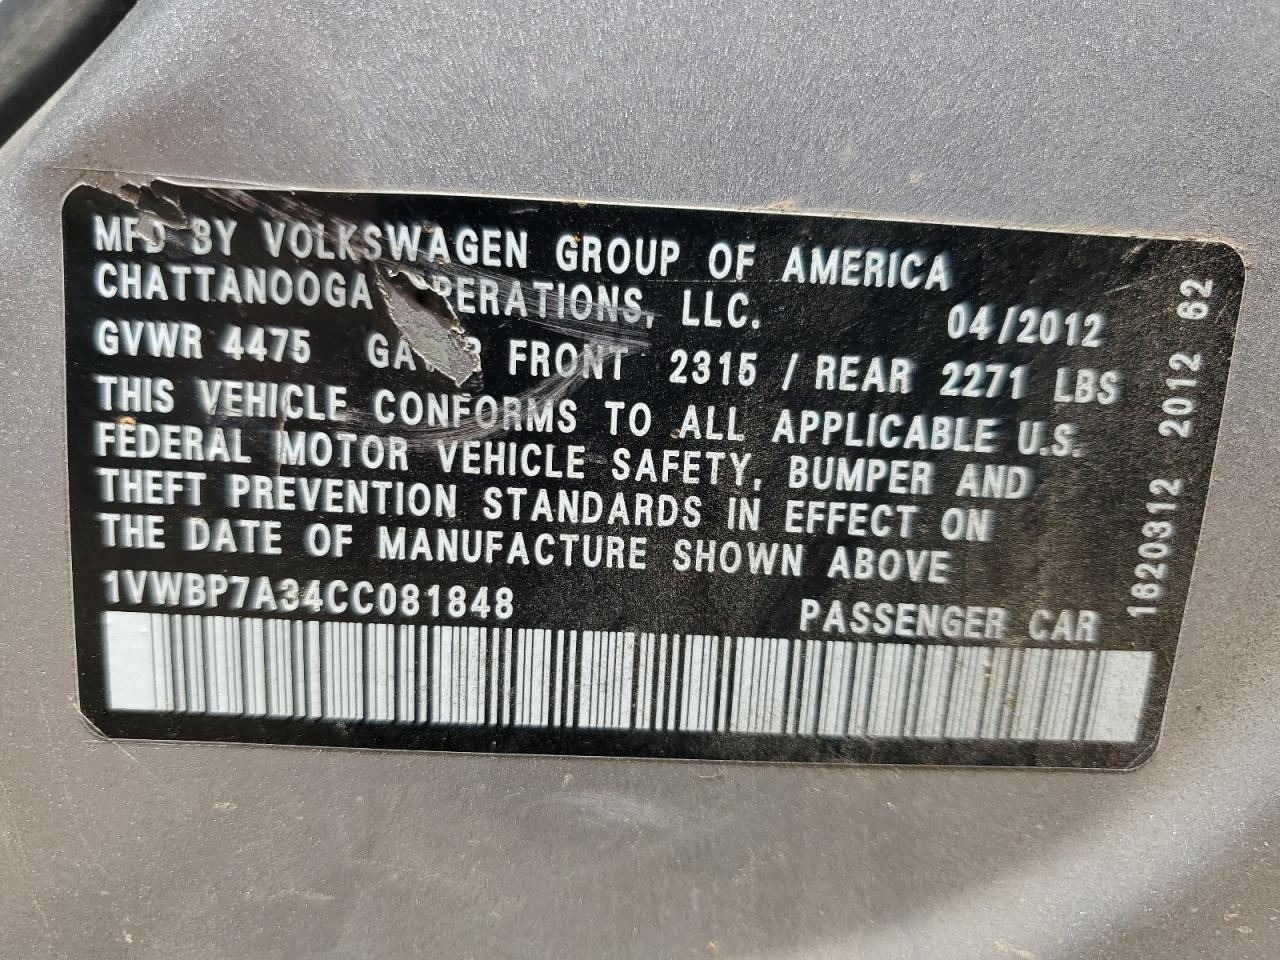 MFD BY VOLKSWAGEN GROUP OF AMERICA
CHATTANOOGA OPERATIONS, LLC. 04/2012
GVWR 4475 GAWR FRONT 2315 / REAR 2271 LBS
THIS VEHICLE CONFORMS TO ALL APPLICABLE U.S.
FEDERAL MOTOR VEHICLE SAFETY, BUMPER AND
THEFT PREVENTION STANDARDS IN EFFECT ON
THE DATE OF MANUFACTURE SHOWN ABOVE
1VWBP7A34CC081848 PASSENGER CAR
1620312 2012 62